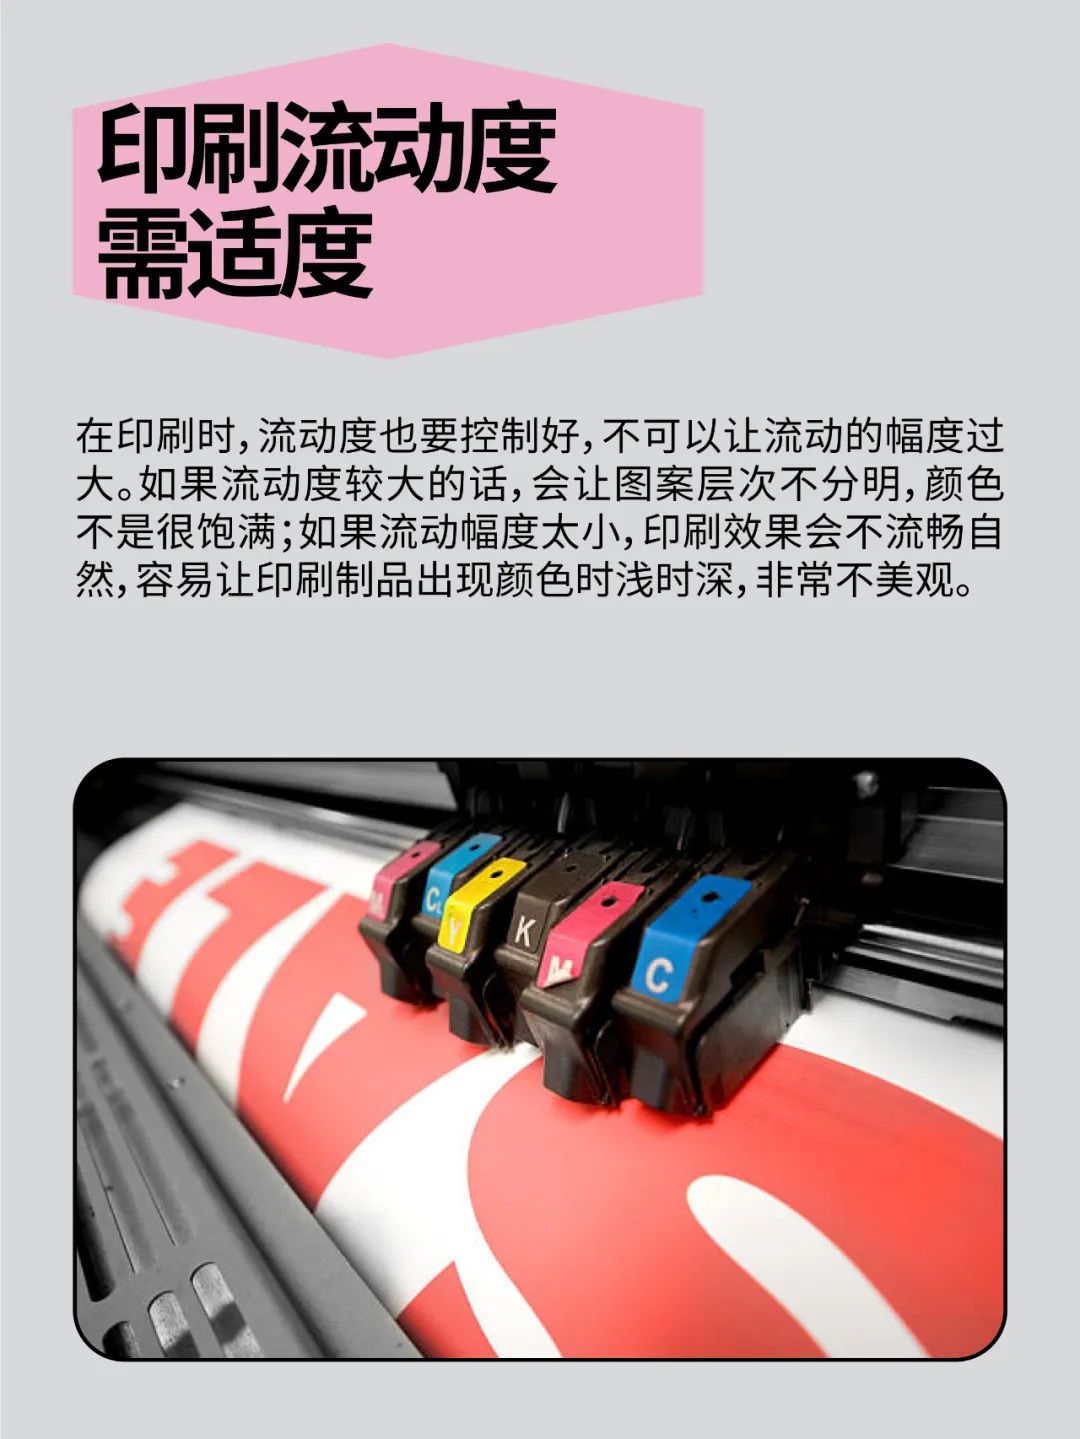 印刷流动度
需适度
在印刷时，流动度也要控制好，不可以让流动的幅度过
大。如果流动度较大的话，会让图案层次不分明，颜色
不是很饱满；如果流动幅度太小，印刷效果会不流畅自
然，容易让印刷制品出现颜色时浅时深，非常不美观。
CL
Y
K
M
C